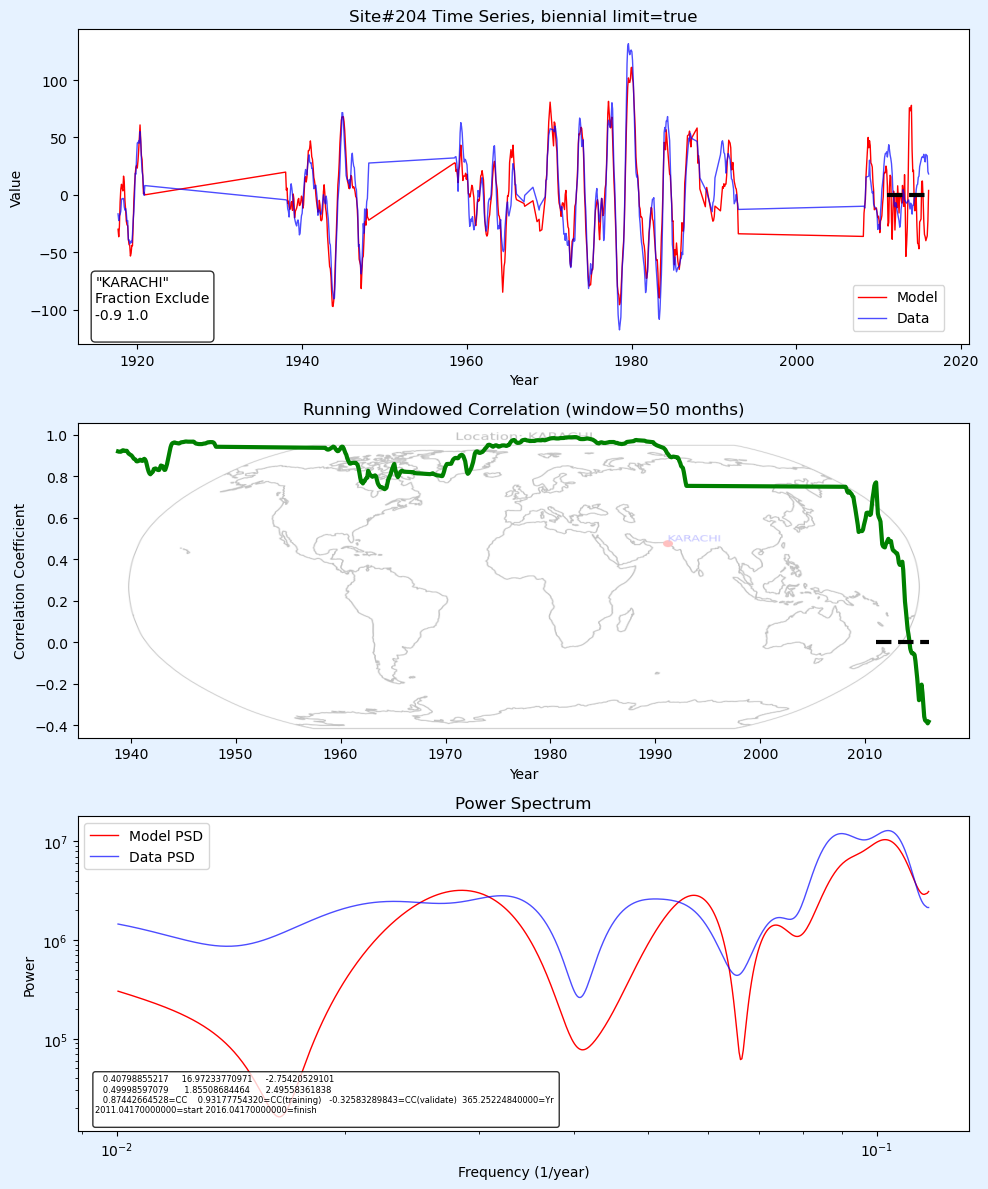 Site#204 Time Series, biennial limit=true
Value
100
50
0
−50
−100
"KARACHI"
Fraction Exclude
-0.9 1.0
Model
Data
1920
1940
1960
1980
2000
2020
Year
Running Windowed Correlation (window=50 months)
Location: KARACHI
KARACHI
Correlation Coefficient
1.0
0.8
0.6
0.4
0.2
0.0
−0.2
−0.4
1940
1950
1960
1970
1980
1990
2000
2010
Year
Power Spectrum
Model PSD
Data PSD
Power
10^7
10^6
10^5
0.40798855217 16.97233770971 -2.75420529101
0.49998597079 1.85508684464 2.49558361838
0.87442664528=CC 0.93177754320=CC(training) -0.32583289843=CC(validate) 365.25224840000=Yr
2011.04170000000=start 2016.04170000000=finish
10^−2
10^−1
Frequency (1/year)